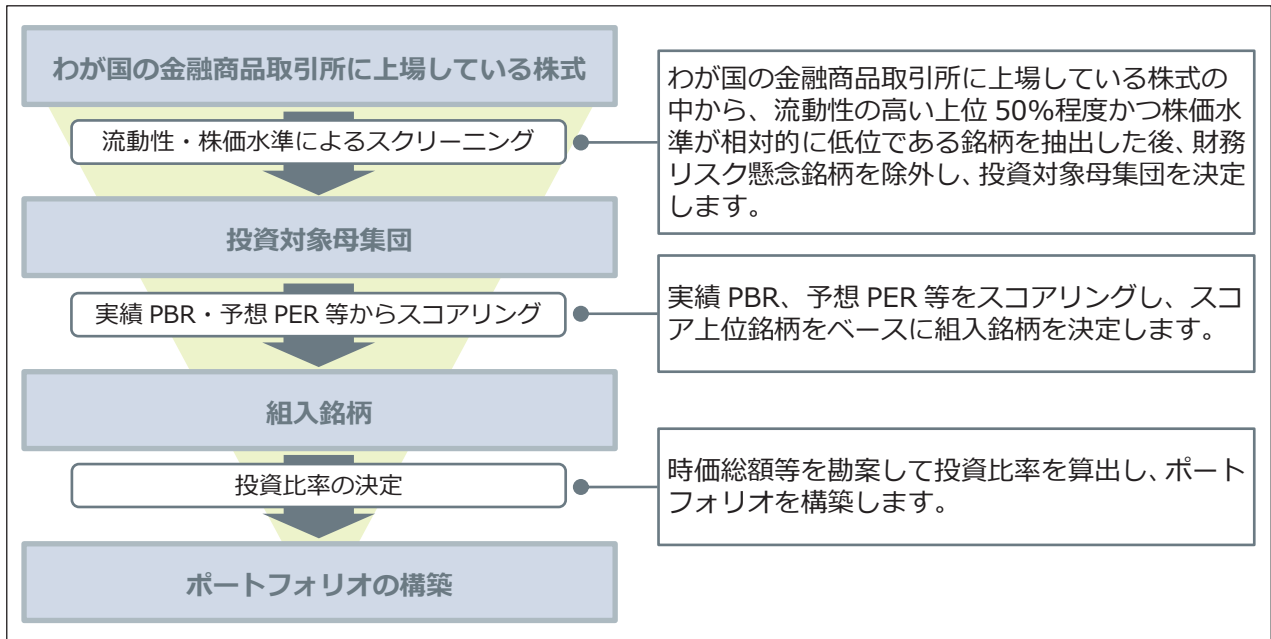 わが国の金融商品取引所に上場している株式
流動性・株価水準によるスクリーニング
わが国の金融商品取引所に上場している株式の
中から、流動性の高い上位 50%程度かつ株価水
準が相対的に低位である銘柄を抽出した後、財務
リスク懸念銘柄を除外し、投資対象母集団を決定
します。
投資対象母集団
実績 PBR・予想 PER 等からスコアリング
実績 PBR、予想 PER 等をスコアリングし、スコ
ア上位銘柄をベースに組入銘柄を決定します。
組入銘柄
投資比率の決定
時価総額等を勘案して投資比率を算出し、ポート
フォリオを構築します。
ポートフォリオの構築